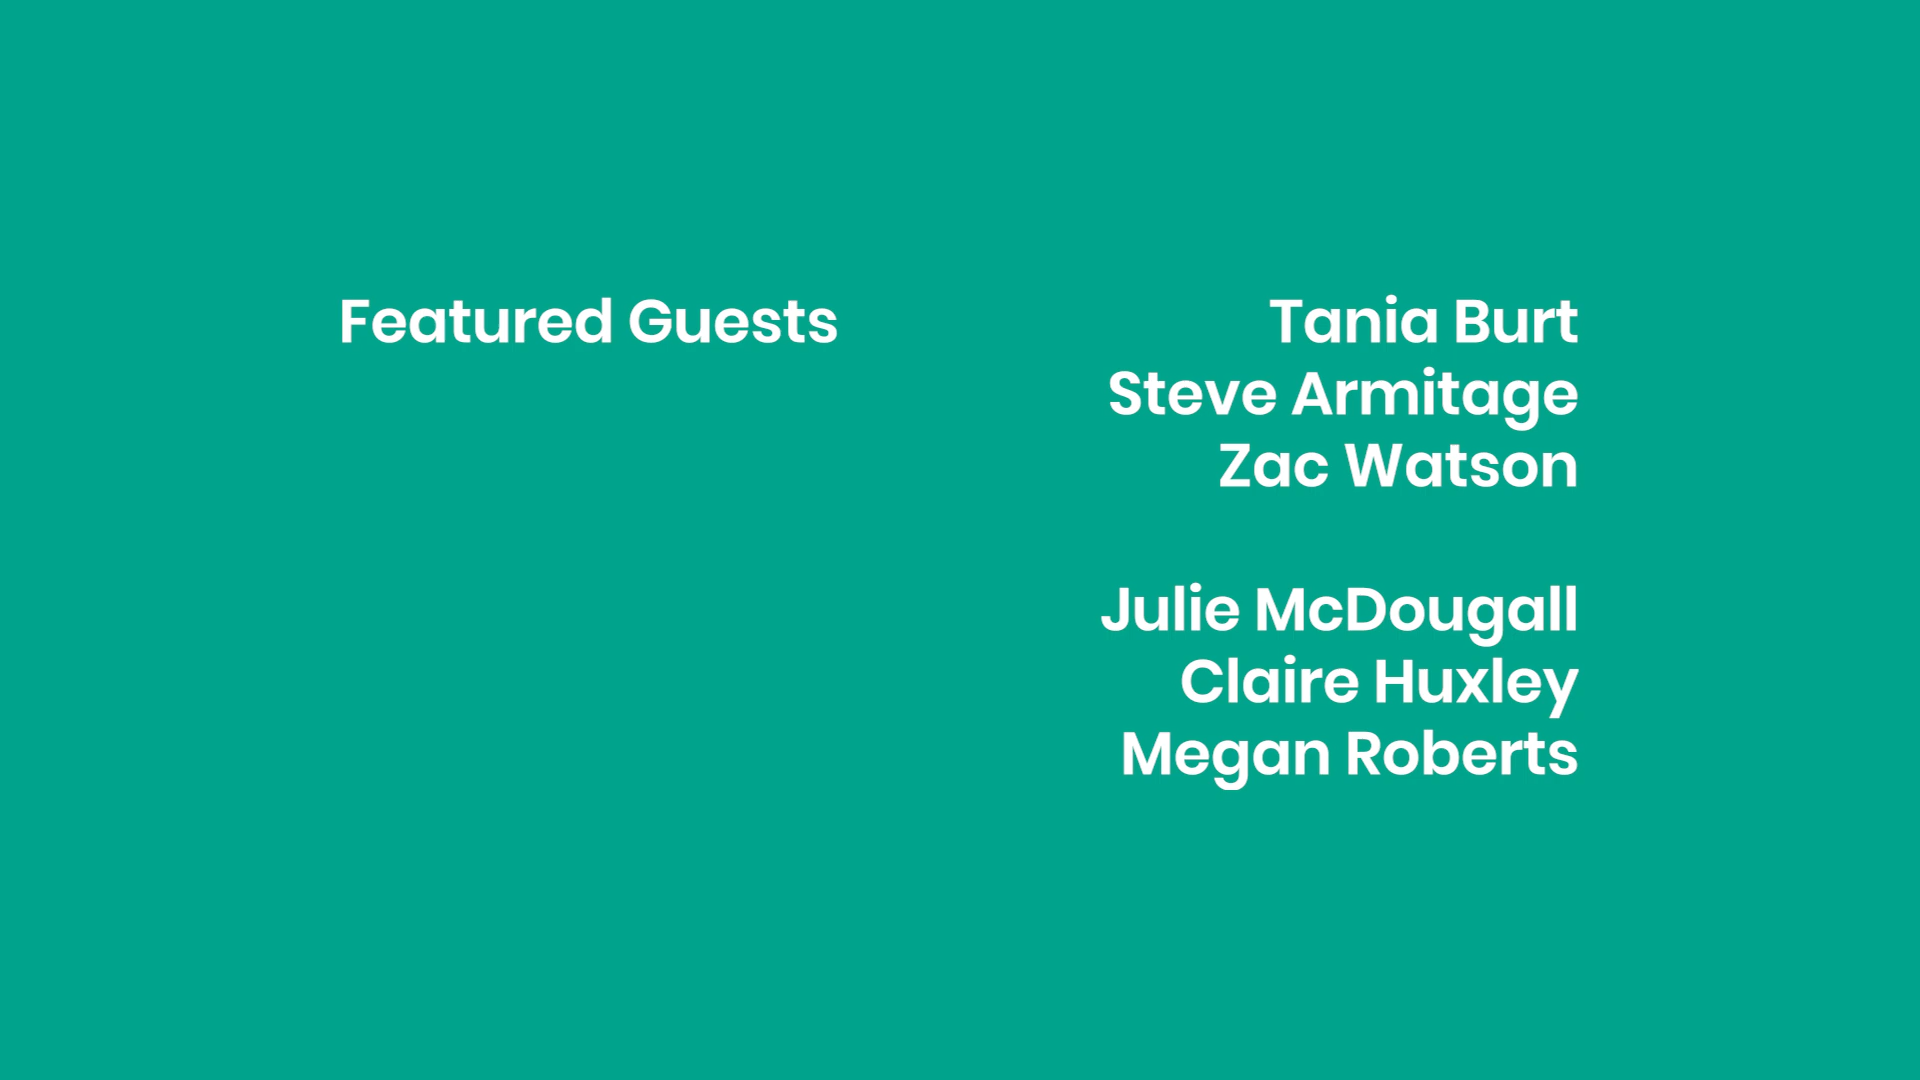 Featured Guests
Tania Burt
Steve Armitage
Zac Watson
Julie McDougall
Claire Huxley
Megan Roberts